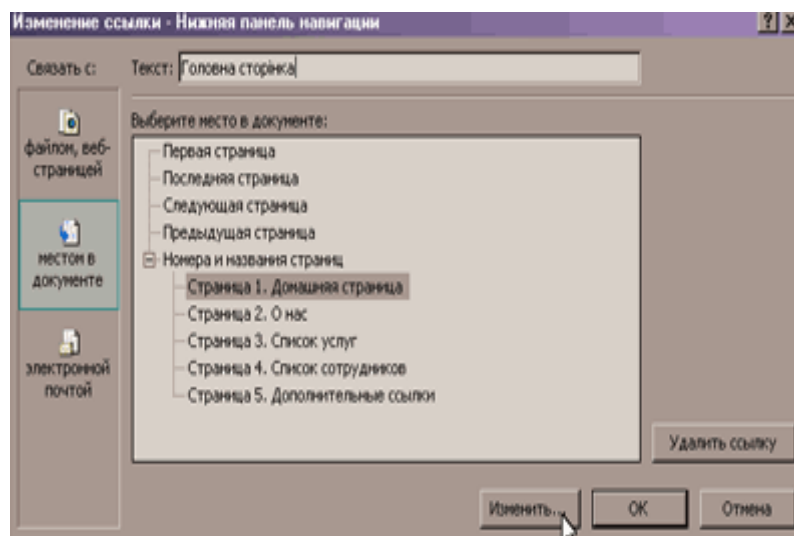 Изменение ссылки - Нижняя панель навигации
Связать с:
Текст: Головна сторінка
файлом, веб-
страницей
местом в
документе
электронной
почтой
Выберите место в документе:
Первая страница
Последняя страница
Следующая страница
Предыдущая страница
Номера и названия страниц
Страница 1. Домашняя страница
Страница 2. О нас
Страница 3. Список услуг
Страница 4. Список сотрудников
Страница 5. Дополнительные ссылки
Удалить ссылку
Изменить...
ОК
Отмена